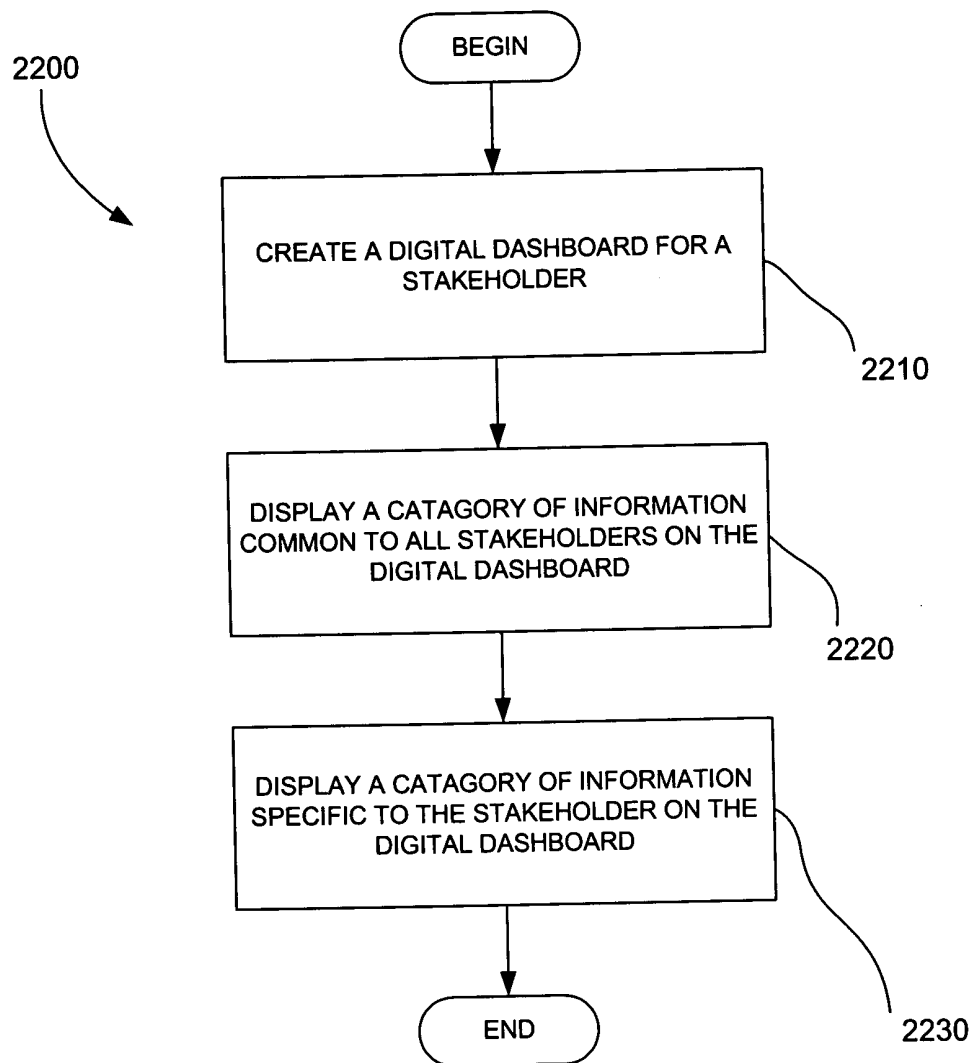 BEGIN
2200
CREATE A DIGITAL DASHBOARD FOR A
STAKEHOLDER
2210
DISPLAY A CATAGORY OF INFORMATION
COMMON TO ALL STAKEHOLDERS ON THE
DIGITAL DASHBOARD
2220
DISPLAY A CATAGORY OF INFORMATION
SPECIFIC TO THE STAKEHOLDER ON THE
DIGITAL DASHBOARD
2230
END